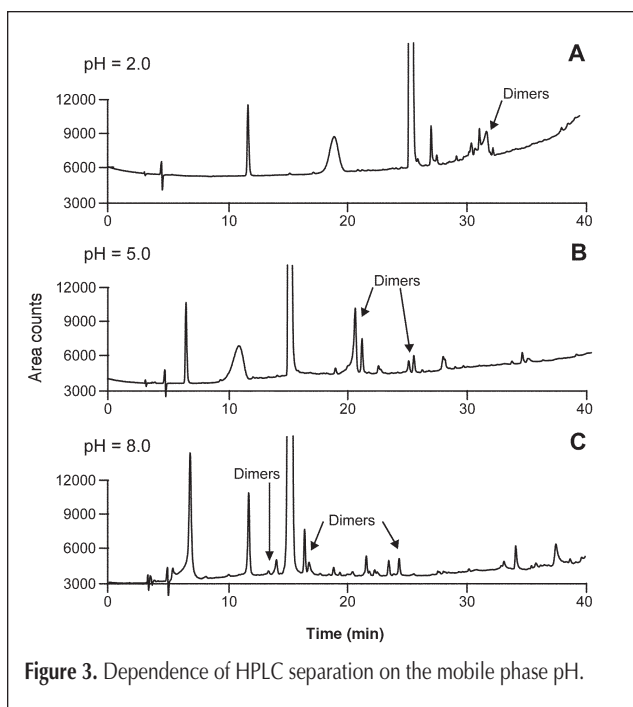 A
pH = 2.0
Dimers
12000
9000
6000
3000
0 10 20 30 40
B
pH = 5.0
Dimers
12000
9000
6000
3000
0 10 20 30 40
Area counts
C
pH = 8.0
Dimers
Dimers
12000
9000
6000
3000
0 10 20 30 40
Time (min)
Figure 3. Dependence of HPLC separation on the mobile phase pH.